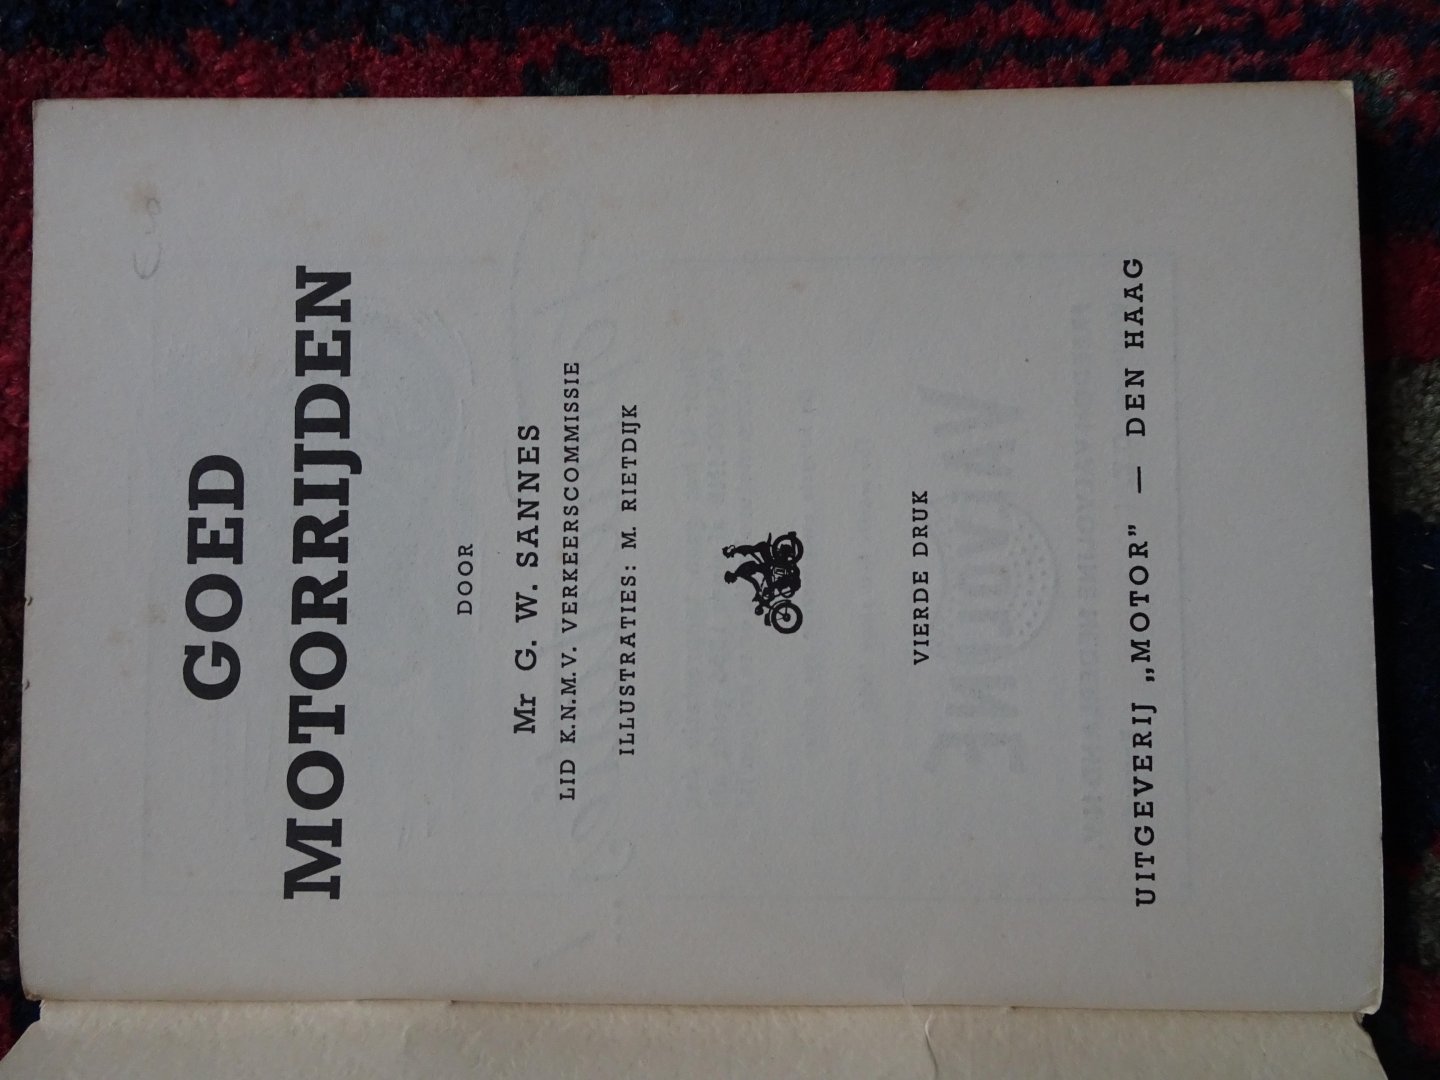 GOED
MOTORRIJDEN
DOOR
Mr G. W. SANNES
LID K.N.M.V. VERKEERSCOMMISSIE
ILLUSTRATIES: M. RIETDIJK
VIERDE DRUK
UITGEVERIJ „MOTOR” — DEN HAAG